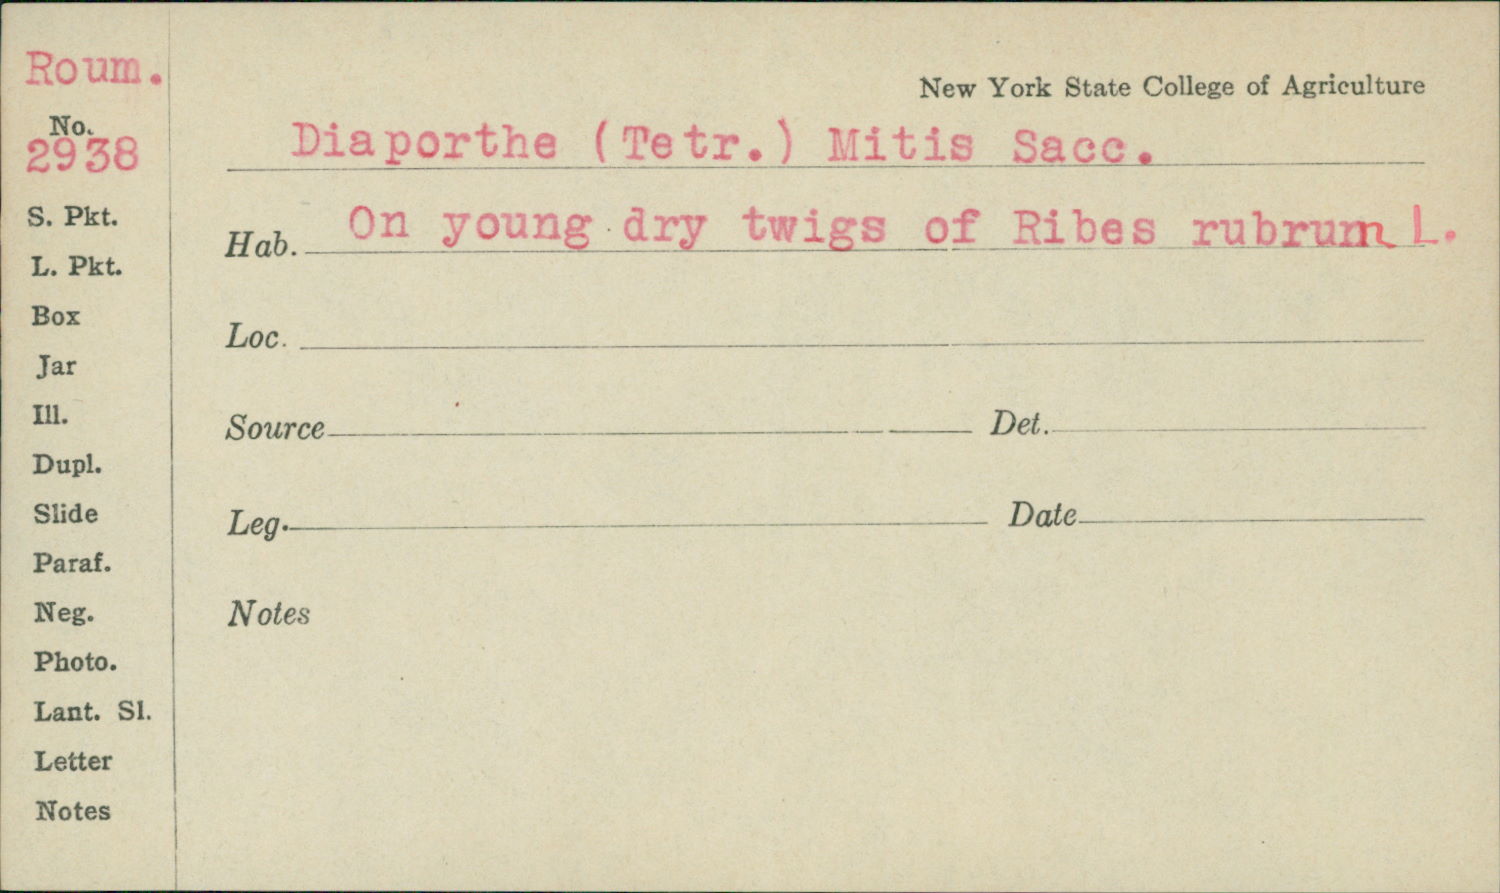 Roum.
New York State College of Agriculture
No.
2938
Diaporthe (Tetr.) Mitis Sacc.
Hab. On young dry twigs of Ribes rubrum L.
Loc.
Source Det.
Leg. Date
Notes
S. Pkt.
L. Pkt.
Box
Jar
Ill.
Dupl.
Slide
Paraf.
Neg.
Photo.
Lant. Sl.
Letter
Notes